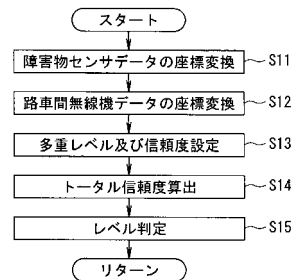 スタート
障害物センサデータの座標変換 S11
路車間無線機データの座標変換 S12
多重レベル及び信頼度設定 S13
トータル信頼度算出 S14
レベル判定 S15
リターン